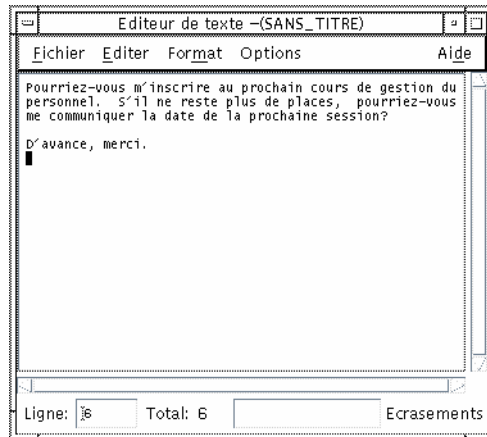 Editeur de texte –(SANS_TITRE)
Fichier Editer Format Options Aide
Pourriez-vous m´inscrire au prochain cours de gestion du
personnel. S´il ne reste plus de places, pourriez-vous
me communiquer la date de la prochaine session?
D´avance, merci.
Ligne: 6 Total: 6 Ecrasements